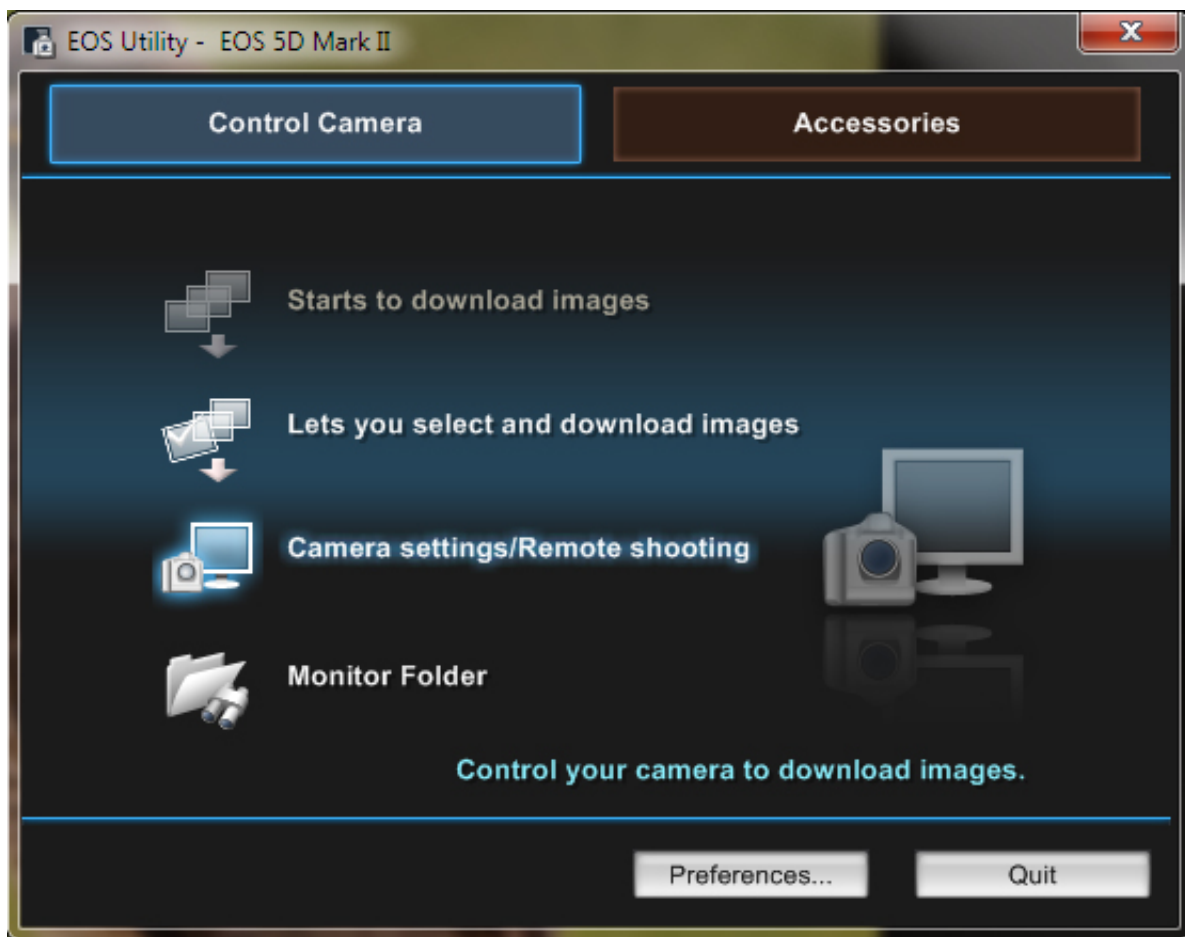 EOS Utility - EOS 5D Mark II
Control Camera
Accessories
Starts to download images
Lets you select and download images
Camera settings/Remote shooting
Monitor Folder
Control your camera to download images.
Preferences...
Quit